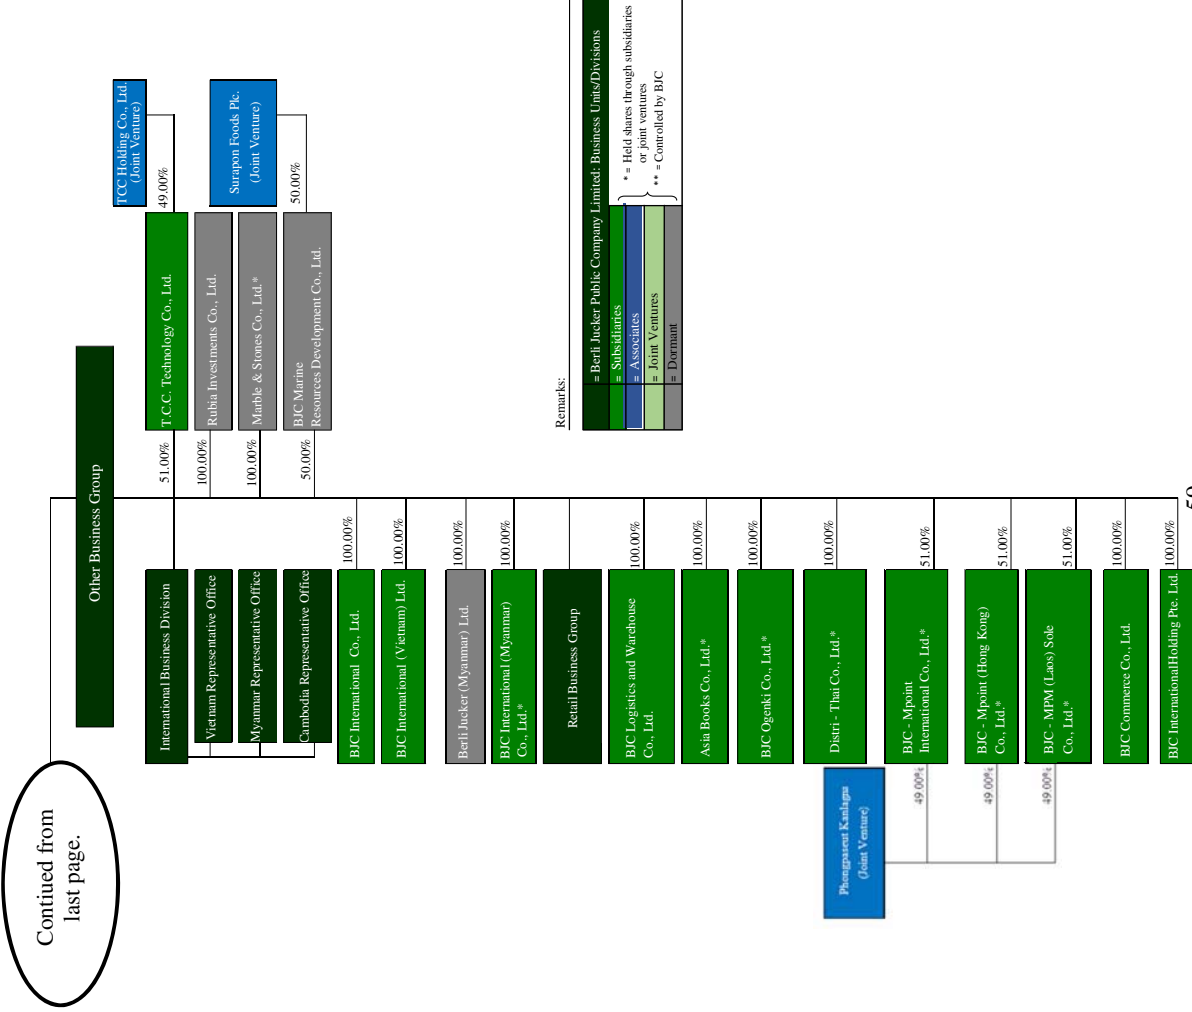 Contiued from
last page.
Other Business Group
International Business Division
Vietnam Representative Office
Myanmar Representative Office
Cambodia Representative Office
BJC International Co., Ltd.
100.00%
BJC International (Vietnam) Ltd.
100.00%
Berli Jucker (Myanmar) Ltd.
100.00%
BJC International (Myanmar)
Co., Ltd.*
100.00%
Retail Business Group
BJC Logistics and Warehouse
Co., Ltd.
100.00%
Asia Books Co., Ltd.*
100.00%
BJC Ogenki Co., Ltd.*
100.00%
Distri - Thai Co., Ltd.*
100.00%
Phongpaseut Kanlagna
(Joint Venture)
49.00%
BJC - Mpoint
International Co., Ltd.*
51.00%
49.00%
BJC - Mpoint (Hong Kong)
Co., Ltd.*
51.00%
49.00%
BJC - MPM (Laos) Sole
Co., Ltd.*
51.00%
BJC Commerce Co., Ltd.
100.00%
BJC InternationalHolding Pte. Ltd.
100.00%
51.00%
T.C.C. Technology Co., Ltd.
49.00%
TCC Holding Co., Ltd.
(Joint Venture)
100.00%
Rubia Investments Co., Ltd.
100.00%
Marble & Stones Co., Ltd.*
50.00%
BJC Marine
Resources Development Co., Ltd.
50.00%
Surapon Foods Plc.
(Joint Venture)
Remarks:
= Berli Jucker Public Company Limited: Business Units/Divisions
= Subsidiaries
= Associates
= Joint Ventures
= Dormant
* = Held shares through subsidiaries
or joint ventures
** = Controlled by BJC